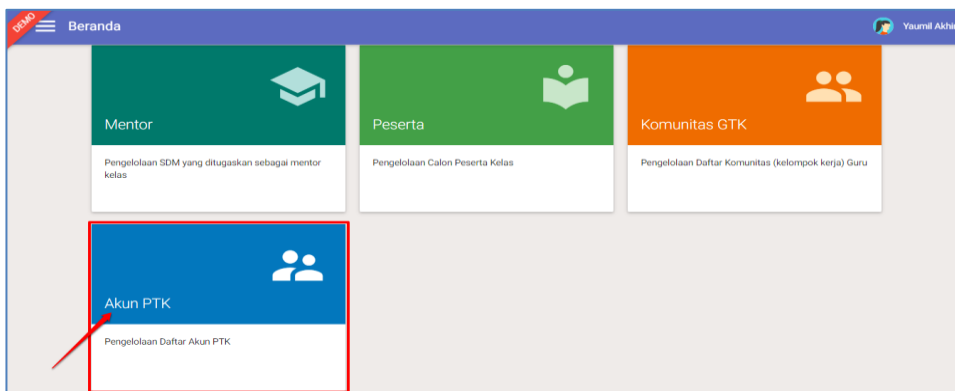 DEMO
Beranda
Yaumil Akhir
Mentor
Peserta
Komunitas GTK
Pengelolaan SDM yang ditugaskan sebagai mentor
kelas
Pengelolaan Calon Peserta Kelas
Pengelolaan Daftar Komunitas (kelompok kerja) Guru
Akun PTK
Pengelolaan Daftar Akun PTK